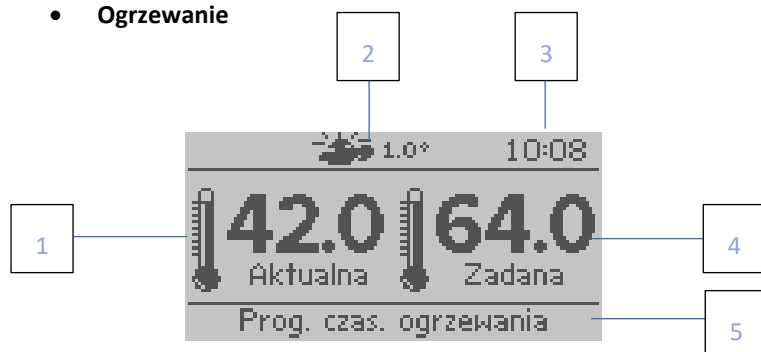 • Ogrzewanie
2 3
1.0° 10:08
1 42.0 64.0 4
Aktualna Zadana
Prog. czas. ogrzewania 5